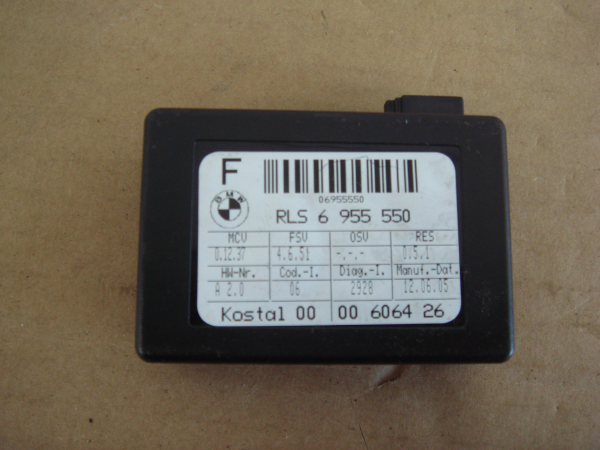 F
06955550
BMW
RLS 6 955 550
MCV FSV OSV RES
0.12.37 4.6.51 -.-.- 0.5.1
HW-Nr. Cod.-I. Diag.-I. Manuf.-Dat.
A 2.0 06 2928 12.06.05
Kostal 00 00 6064 26